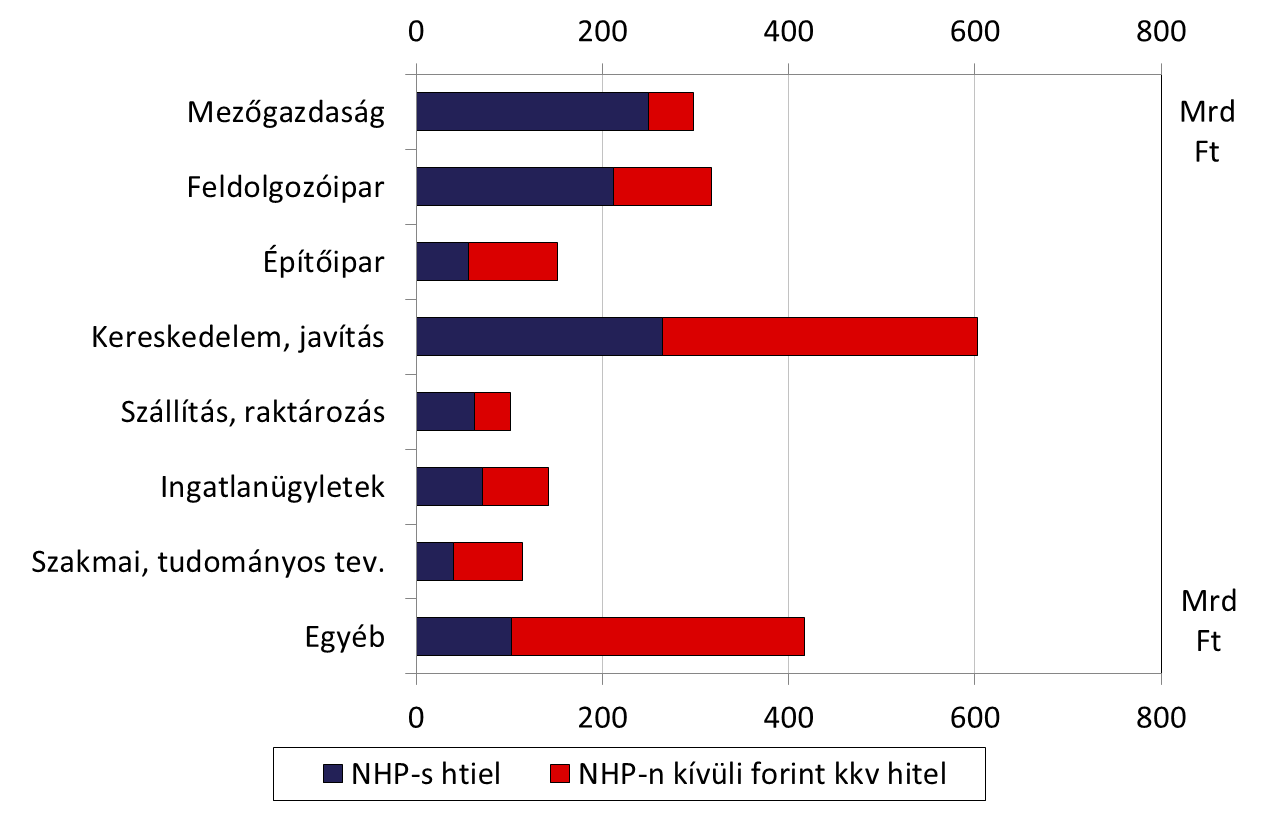 0 200 400 600 800
Mezőgazdaság
Mrd
Ft
Feldolgozóipar
Építőipar
Kereskedelem, javítás
Szállítás, raktározás
Ingatlanügyletek
Szakmai, tudományos tev.
Mrd
Ft
Egyéb
0 200 400 600 800
NHP-s htiel NHP-n kívüli forint kkv hitel